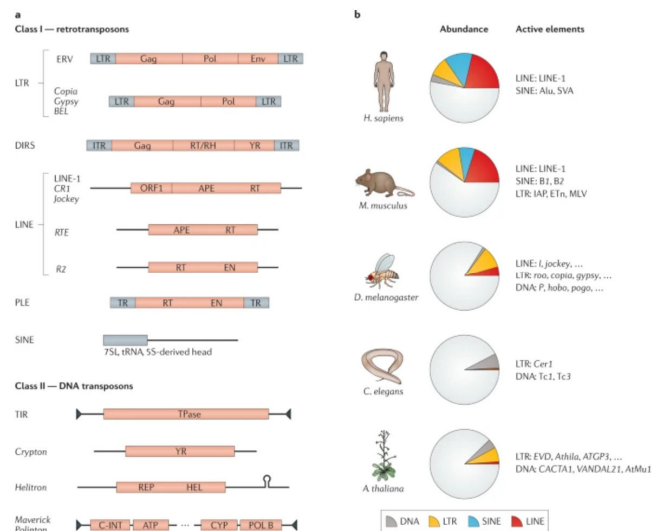 a
Class I — retrotransposons
LTR
ERV
LTR Gag Pol Env LTR
Copia
Gypsy
BEL
LTR Gag Pol LTR
DIRS
ITR Gag RT/RH YR ITR
LINE
LINE-1
CR1
Jockey
ORF1 APE RT
RTE
APE RT
R2
RT EN
PLE
TR RT EN TR
SINE
7SL, tRNA, 5S-derived head
Class II — DNA transposons
TIR
TPase
Crypton
YR
Helitron
REP HEL
Maverick
Polinton
C-INT ATP ... CYP POL B
b
Abundance Active elements
H. sapiens
LINE: LINE-1
SINE: Alu, SVA
M. musculus
LINE: LINE-1
SINE: B1, B2
LTR: IAP, ETn, MLV
D. melanogaster
LINE: I, jockey, ...
LTR: roo, copia, gypsy, ...
DNA: P, hobo, pogo, ...
C. elegans
LTR: Cer1
DNA: Tc1, Tc3
A thaliana
LTR: EVD, Athila, ATGP3, ...
DNA: CACTA1, VANDAL21, AtMu1
DNA LTR SINE LINE